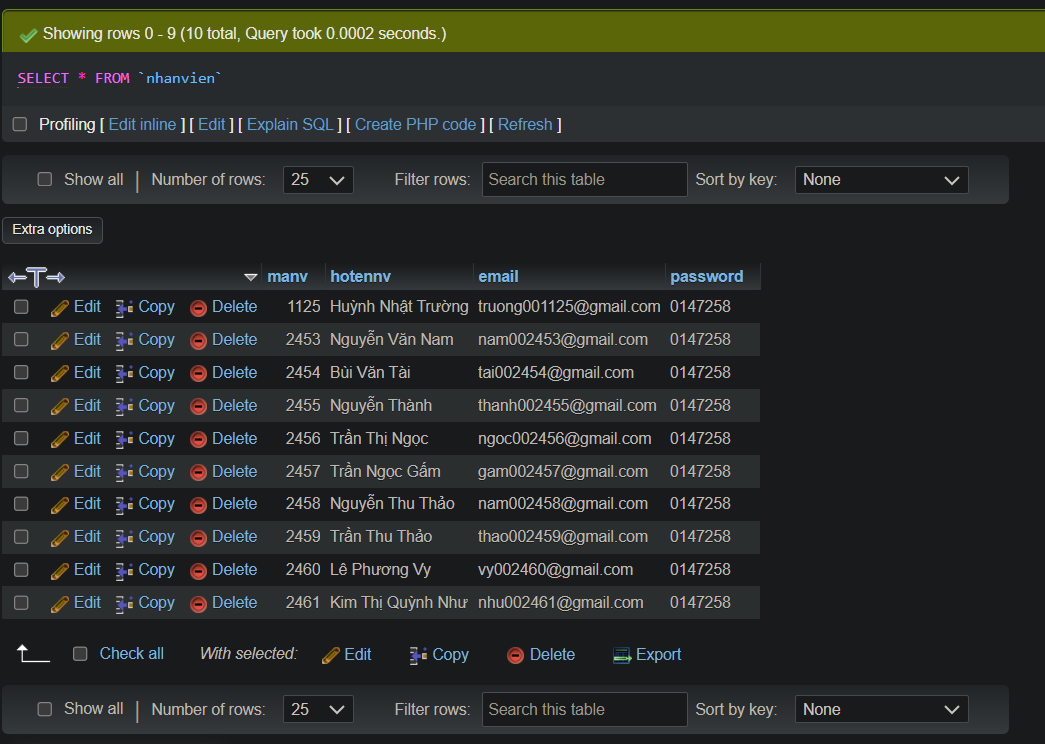 Showing rows 0 - 9 (10 total, Query took 0.0002 seconds.)
SELECT * FROM `nhanvien`
Profiling [ Edit inline ] [ Edit ] [ Explain SQL ] [ Create PHP code ] [ Refresh ]
Show all | Number of rows: 25 Filter rows: Search this table Sort by key: None
Extra options
manv hotennv email password
Edit Copy Delete 1125 Huỳnh Nhật Trường truong001125@gmail.com 0147258
Edit Copy Delete 2453 Nguyễn Văn Nam nam002453@gmail.com 0147258
Edit Copy Delete 2454 Bùi Văn Tài tai002454@gmail.com 0147258
Edit Copy Delete 2455 Nguyễn Thành thanh002455@gmail.com 0147258
Edit Copy Delete 2456 Trần Thị Ngọc ngoc002456@gmail.com 0147258
Edit Copy Delete 2457 Trần Ngọc Gấm gam002457@gmail.com 0147258
Edit Copy Delete 2458 Nguyễn Thu Thảo nam002458@gmail.com 0147258
Edit Copy Delete 2459 Trần Thu Thảo thao002459@gmail.com 0147258
Edit Copy Delete 2460 Lê Phương Vy vy002460@gmail.com 0147258
Edit Copy Delete 2461 Kim Thị Quỳnh Như nhu002461@gmail.com 0147258
Check all With selected: Edit Copy Delete Export
Show all | Number of rows: 25 Filter rows: Search this table Sort by key: None